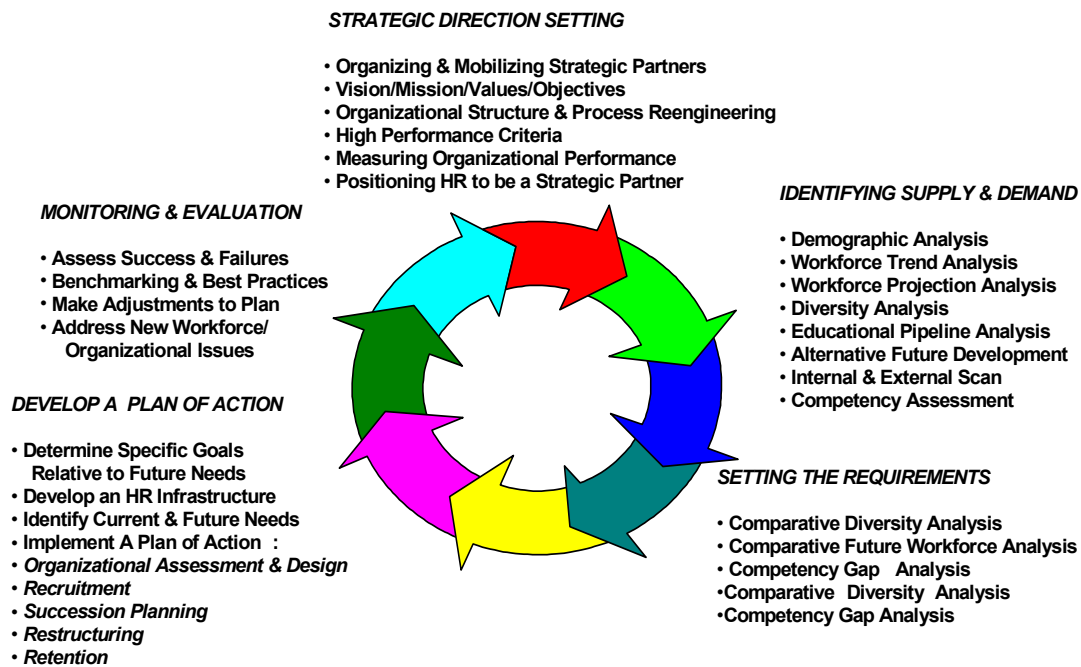 STRATEGIC DIRECTION SETTING
• Organizing & Mobilizing Strategic Partners
• Vision/Mission/Values/Objectives
• Organizational Structure & Process Reengineering
• High Performance Criteria
• Measuring Organizational Performance
• Positioning HR to be a Strategic Partner
IDENTIFYING SUPPLY & DEMAND
• Demographic Analysis
• Workforce Trend Analysis
• Workforce Projection Analysis
• Diversity Analysis
• Educational Pipeline Analysis
• Alternative Future Development
• Internal & External Scan
• Competency Assessment
SETTING THE REQUIREMENTS
• Comparative Diversity Analysis
• Comparative Future Workforce Analysis
• Competency Gap Analysis
•Comparative Diversity Analysis
•Competency Gap Analysis
DEVELOP A PLAN OF ACTION
• Determine Specific Goals
Relative to Future Needs
• Develop an HR Infrastructure
• Identify Current & Future Needs
• Implement A Plan of Action :
• Organizational Assessment & Design
• Recruitment
• Succession Planning
• Restructuring
• Retention
MONITORING & EVALUATION
• Assess Success & Failures
• Benchmarking & Best Practices
• Make Adjustments to Plan
• Address New Workforce/
Organizational Issues